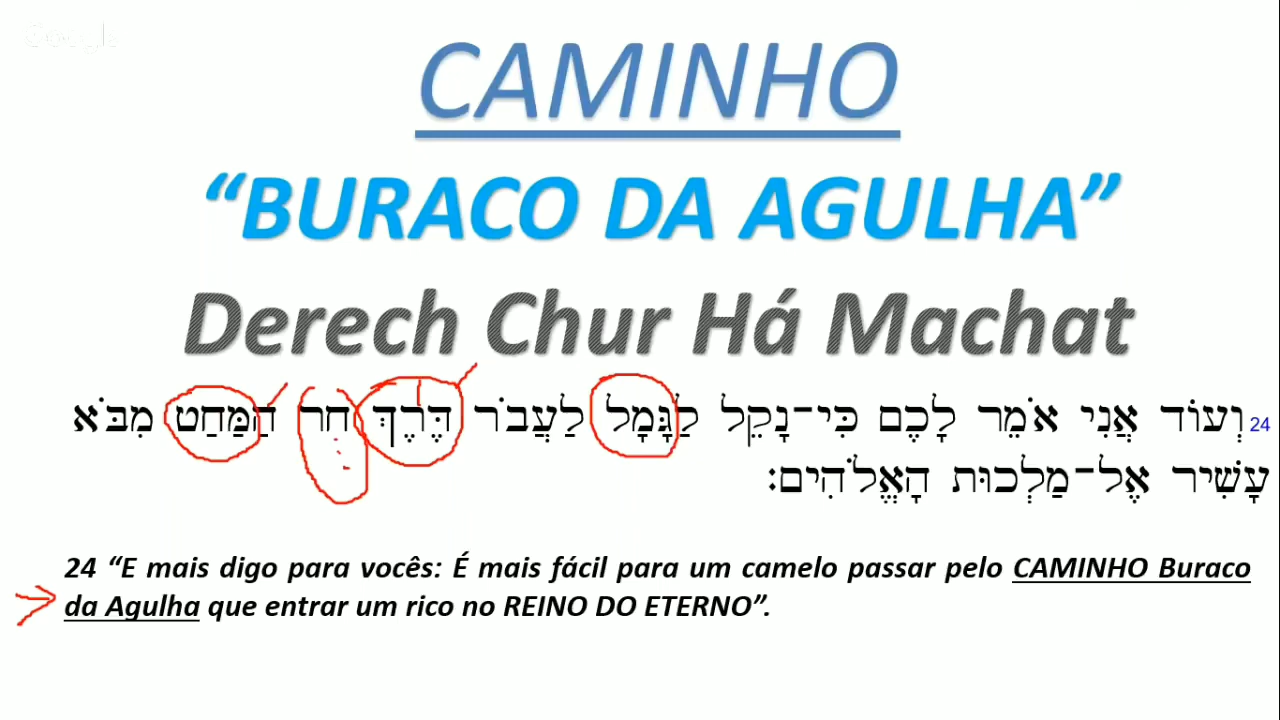 CAMINHO
“BURACO DA AGULHA”
Derech Chur Há Machat
24 וְעוֹד אֲנִי אֹמֵר לָכֶם כִּי־נָקֵל לַגָּמָל לַעֲבֹר דֶּרֶךְ חֹר הַמַּחַט מִבֹּא
עָשִׁיר אֶל־מַלְכוּת הָאֱלֹהִים׃
24 “E mais digo para vocês: É mais fácil para um camelo passar pelo CAMINHO Buraco
da Agulha que entrar um rico no REINO DO ETERNO”.